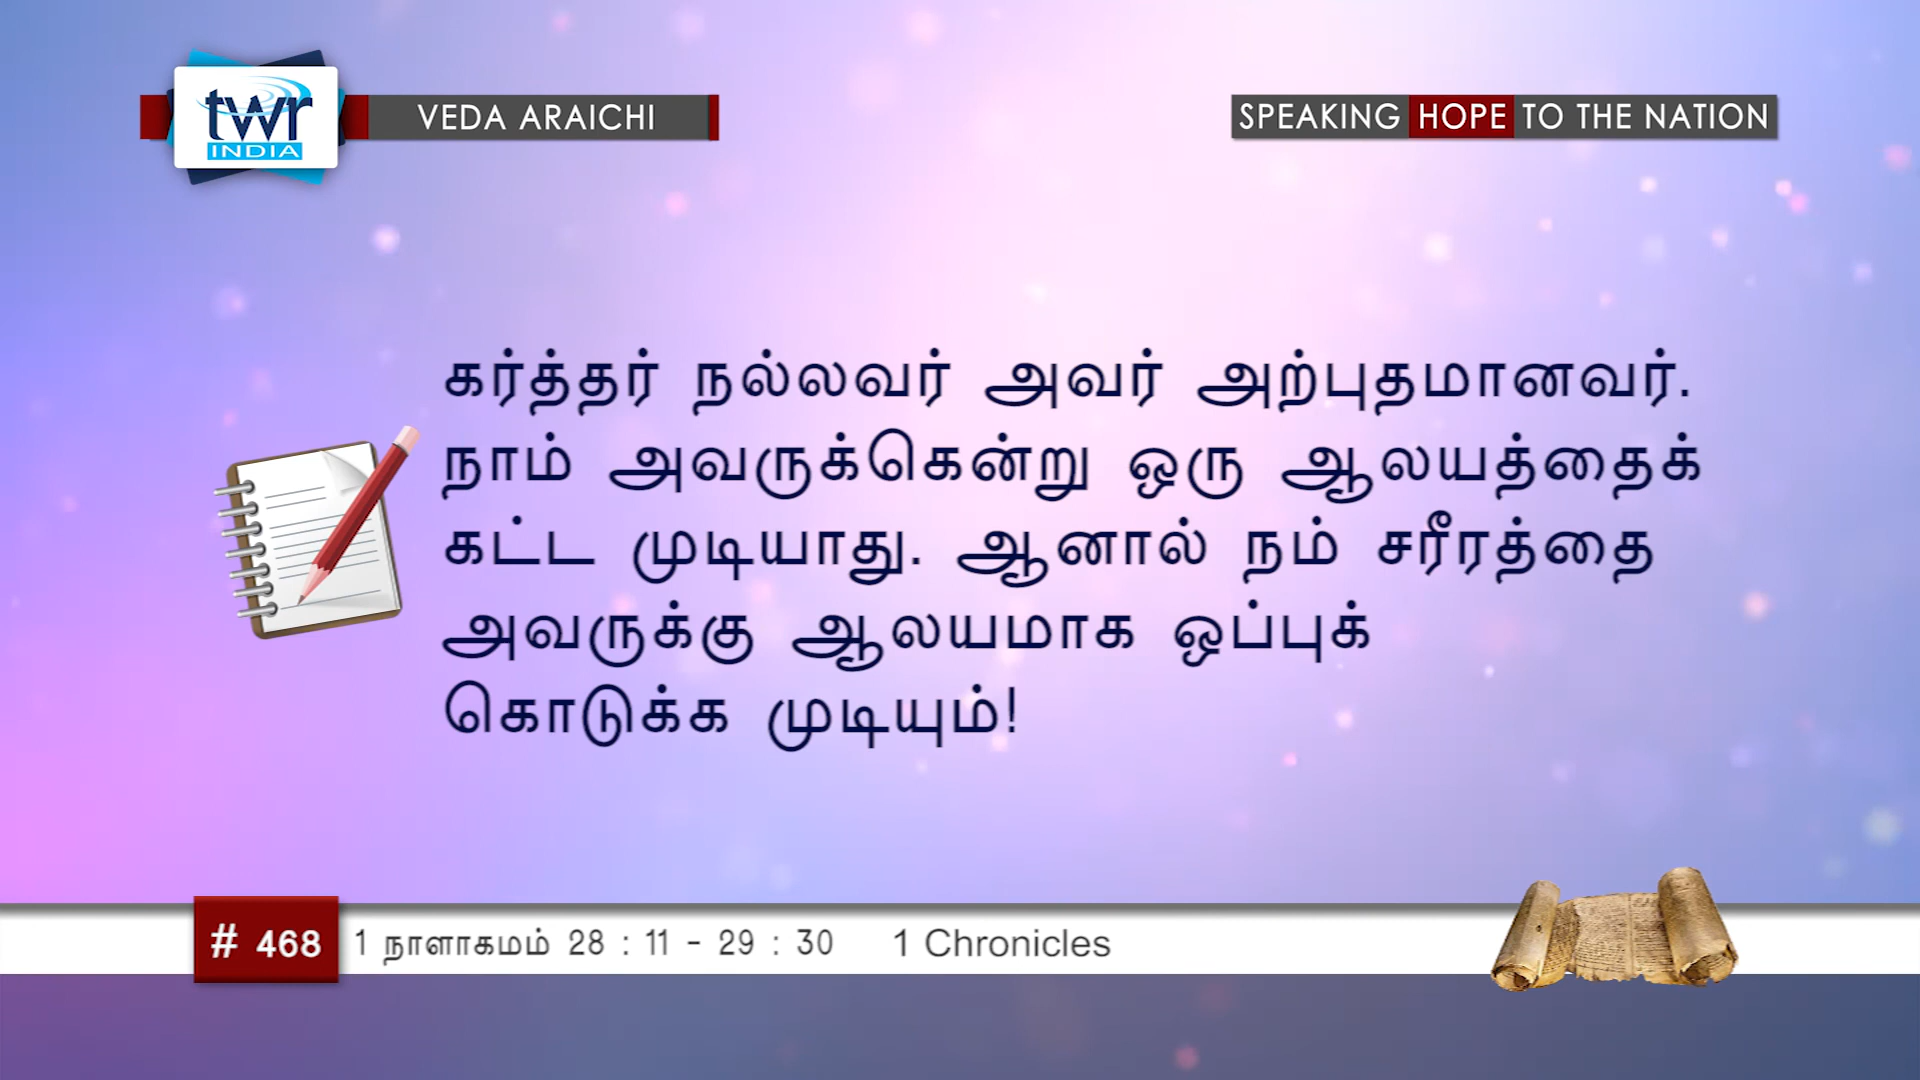 twr
INDIA
VEDA ARAICHI
SPEAKING HOPE TO THE NATION
கர்த்தர் நல்லவர் அவர் அற்புதமானவர்.
நாம் அவருக்கென்று ஒரு ஆலயத்தைக்
கட்ட முடியாது. ஆனால் நம் சரீரத்தை
அவருக்கு ஆலயமாக ஒப்புக்
கொடுக்க முடியும்!
# 468 1 நாளாகமம் 28 : 11 - 29 : 30 1 Chronicles